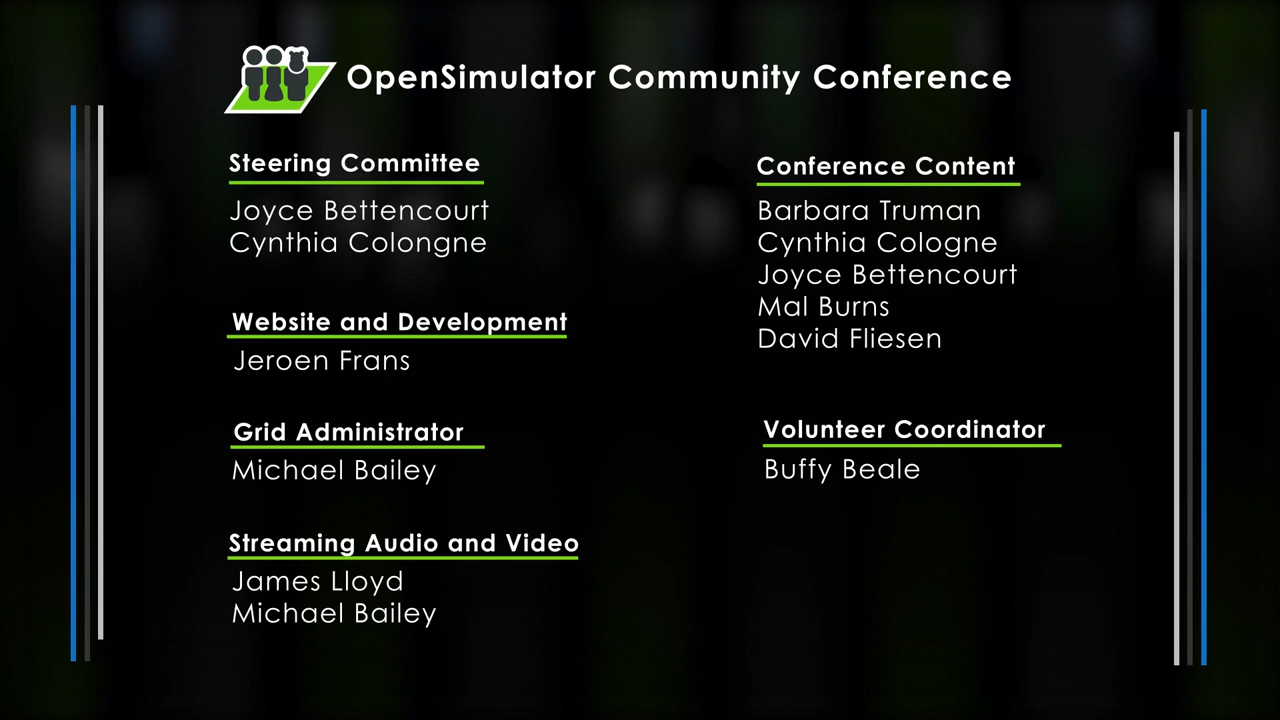 OpenSimulator Community Conference
Steering Committee
Joyce Bettencourt
Cynthia Colongne
Website and Development
Jeroen Frans
Grid Administrator
Michael Bailey
Streaming Audio and Video
James Lloyd
Michael Bailey
Conference Content
Barbara Truman
Cynthia Cologne
Joyce Bettencourt
Mal Burns
David Fliesen
Volunteer Coordinator
Buffy Beale